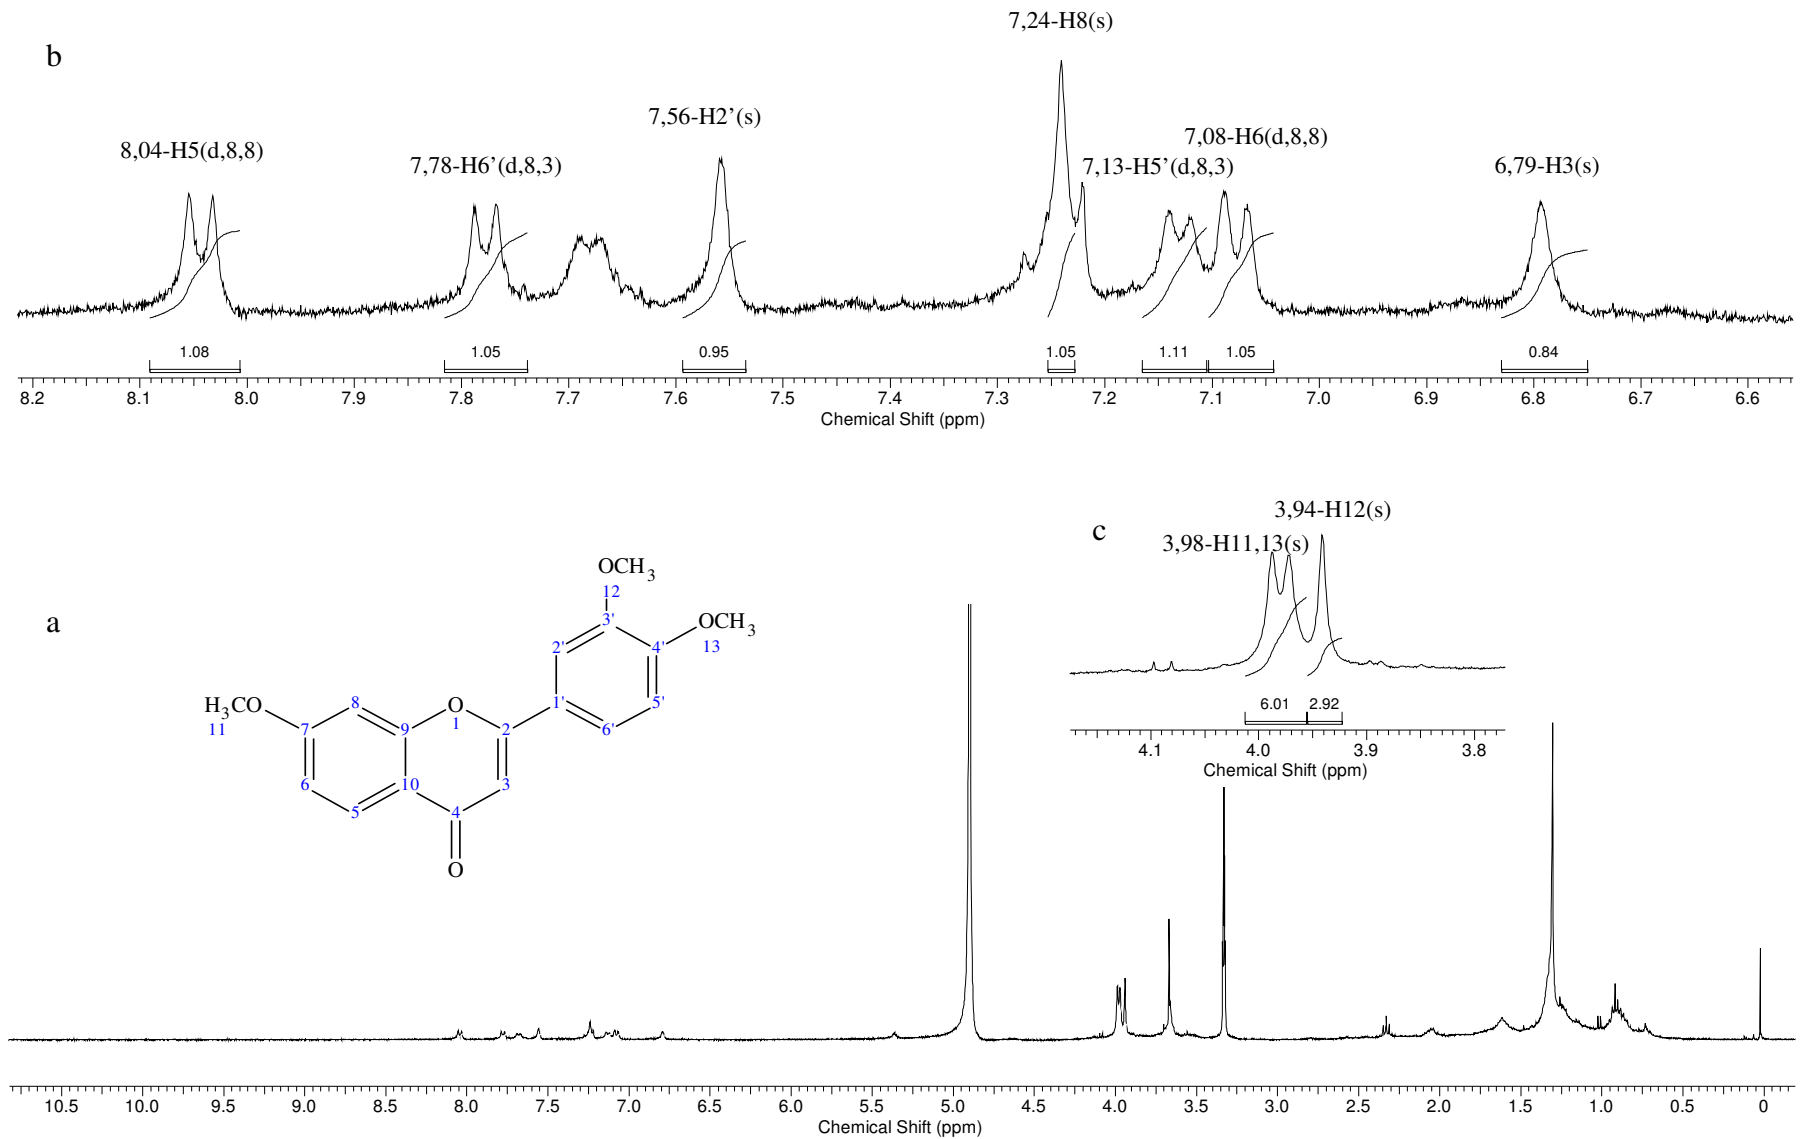 b
7,24-H8(s)
7,56-H2’(s)
7,08-H6(d,8,8)
8,04-H5(d,8,8)
7,78-H6’(d,8,3)
7,13-H5’(d,8,3)
6,79-H3(s)
1.08 1.05 0.95 1.05 1.11 1.05 0.84
8.2 8.1 8.0 7.9 7.8 7.7 7.6 7.5 7.4 7.3 7.2 7.1 7.0 6.9 6.8 6.7 6.6
Chemical Shift (ppm)
c
3,94-H12(s)
3,98-H11,13(s)
6.01 2.92
4.1 4.0 3.9 3.8
Chemical Shift (ppm)
a
OCH3
12
3'
OCH3
13
2'
4'
H3CO
11
8
O
1
1'
5'
7
9
2
6'
6
10
3
5
4
O
10.5 10.0 9.5 9.0 8.5 8.0 7.5 7.0 6.5 6.0 5.5 5.0 4.5 4.0 3.5 3.0 2.5 2.0 1.5 1.0 0.5 0
Chemical Shift (ppm)